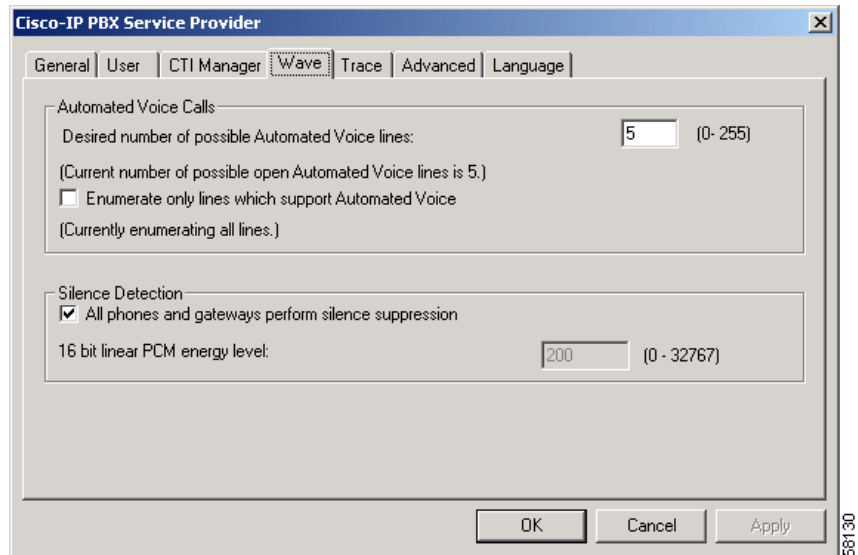 Cisco-IP PBX Service Provider
General User CTI Manager Wave Trace Advanced Language
Automated Voice Calls
Desired number of possible Automated Voice lines: 5 (0- 255)
(Current number of possible open Automated Voice lines is 5.)
Enumerate only lines which support Automated Voice
(Currently enumerating all lines.)
Silence Detection
All phones and gateways perform silence suppression
16 bit linear PCM energy level: 200 (0 - 32767)
OK Cancel Apply
58130